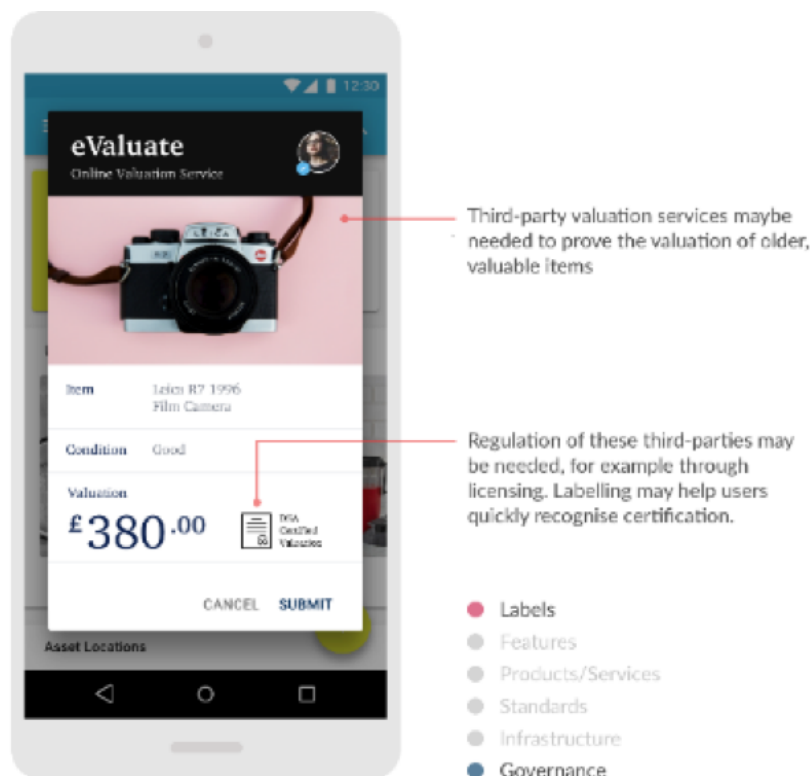 12:30
eValuate
Online Valuation Service
LEICA
Third-party valuation services maybe
needed to prove the valuation of older,
valuable items
Item
Leica R7 1996
Film Camera
Condition
Good
Regulation of these third-parties may
be needed, for example through
licensing. Labelling may help users
quickly recognise certification.
Valuation
£380.00
Certified
Valuation
CANCEL
SUBMIT
Asset Locations
Labels
Features
Products/Services
Standards
Infrastructure
Governance